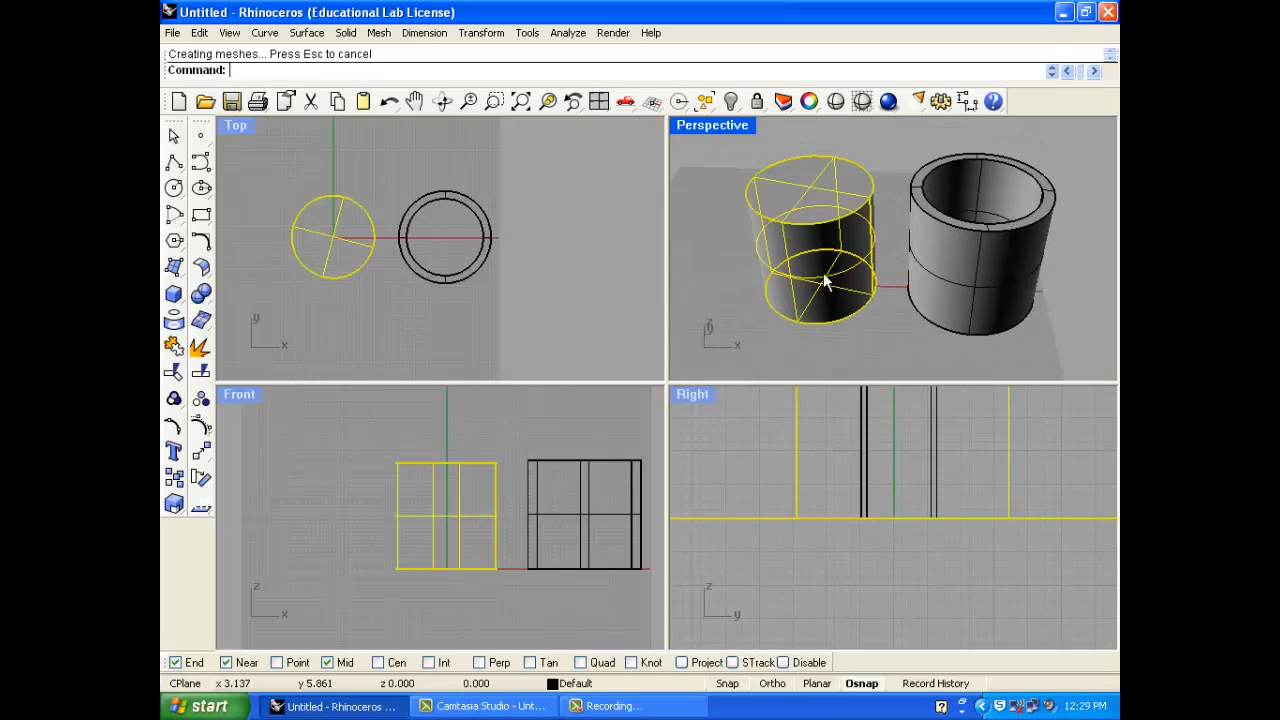 Untitled - Rhinoceros (Educational Lab License)
File Edit View Curve Surface Solid Mesh Dimension Transform Tools Analyze Render Help
Creating meshes... Press Esc to cancel
Command:
Top
Perspective
y
x
x
Front
Right
z
x
z
y
End Near Point Mid Cen Int Perp Tan Quad Knot Project STrack Disable
CPlane x 3.137 y 5.861 z 0.000 0.000 Default Snap Ortho Planar Osnap Record History
start Untitled - Rhinoceros ... Camtasia Studio - Unt... Recording... 12:29 PM